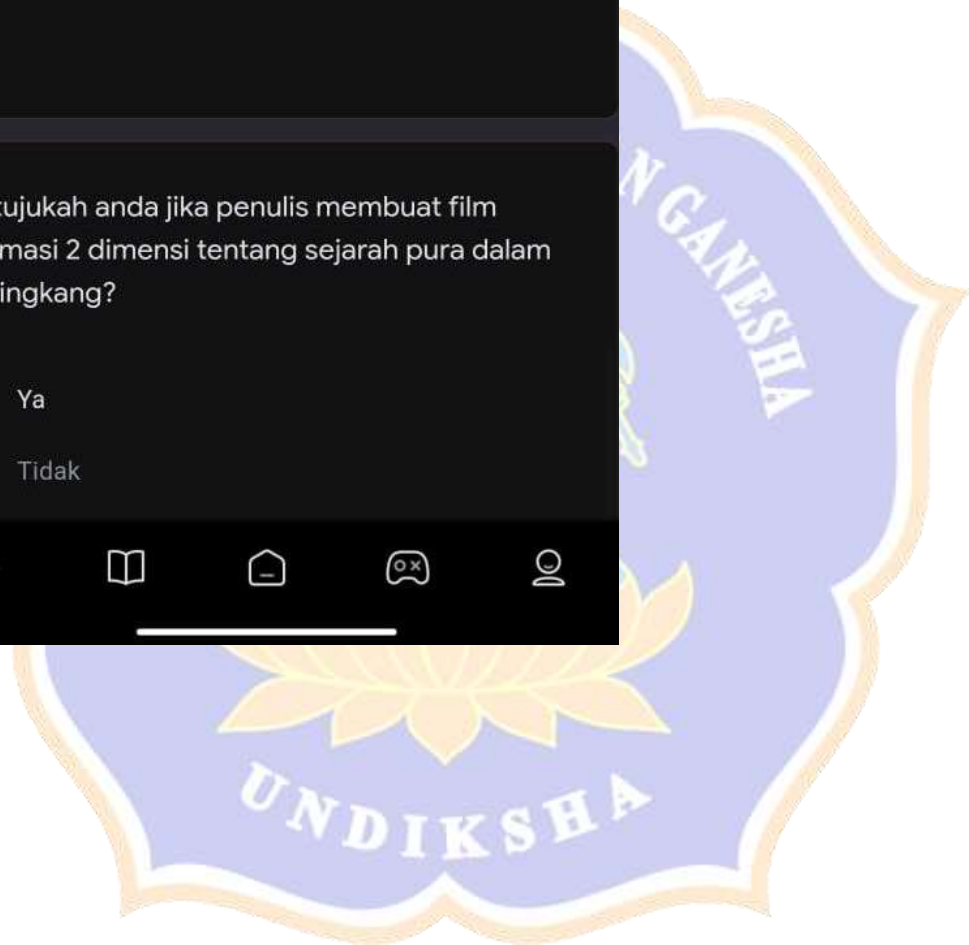 tujukah anda jika penulis membuat film
masi 2 dimensi tentang sejarah pura dalam
ingkang?
Ya
Tidak
N GANESHA
UNDIKSHA